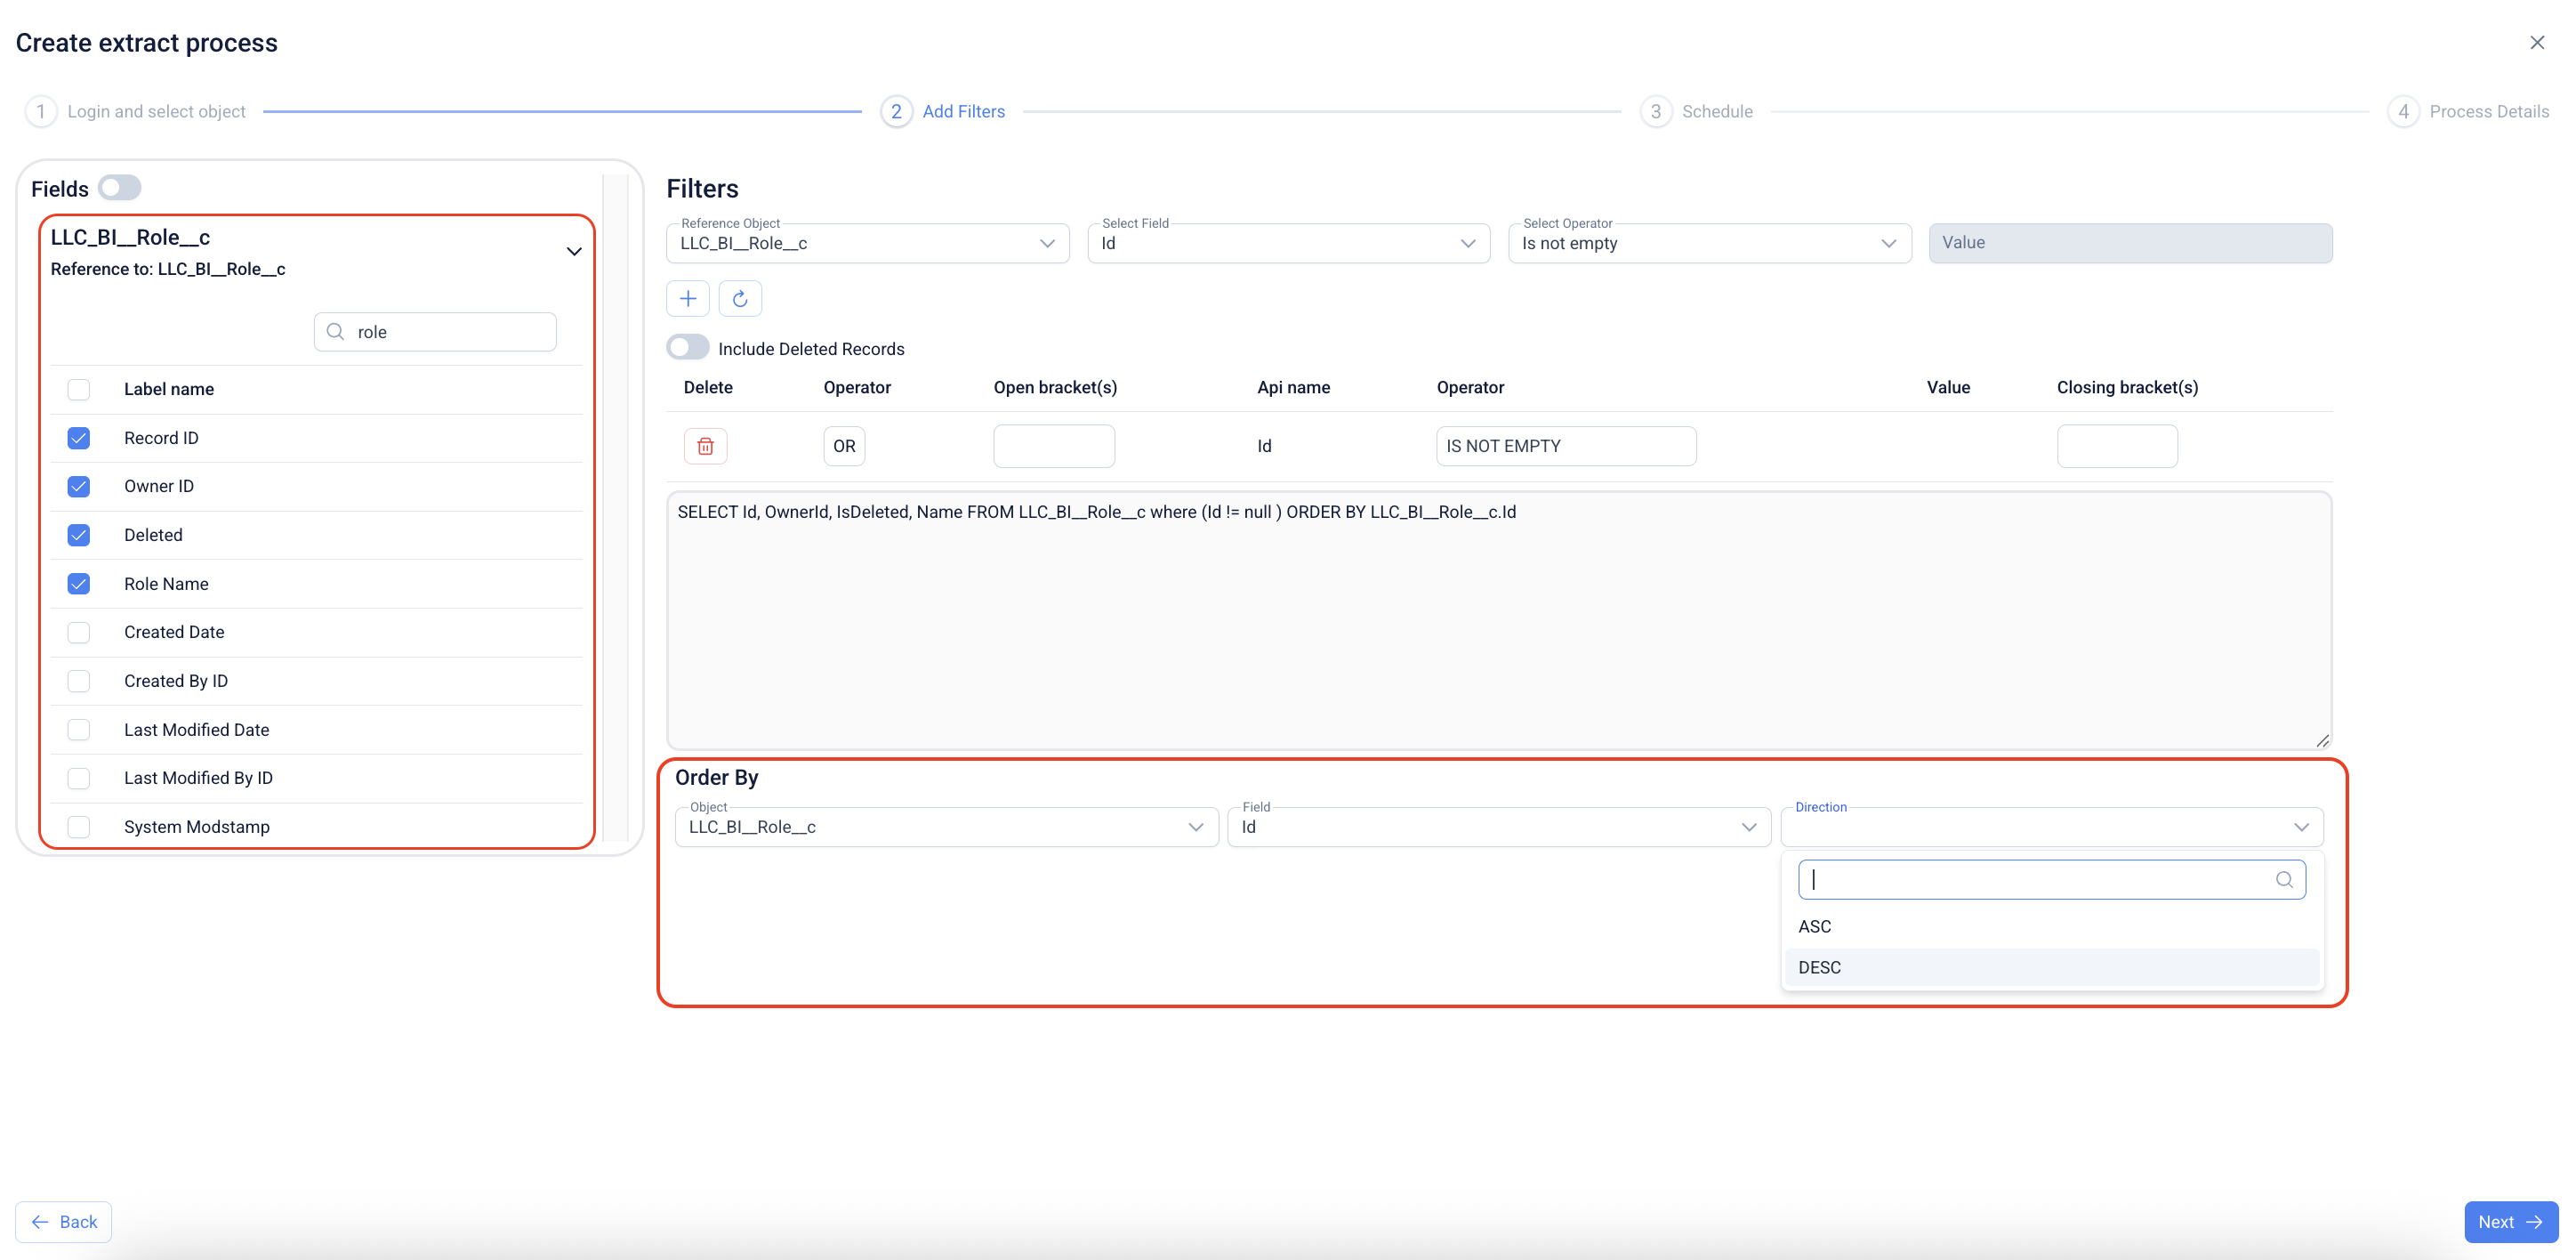 Create extract process
1 Login and select object
2 Add Filters
3 Schedule
4 Process Details
Fields
LLC_BI__Role__c
Reference to: LLC_BI__Role__c
role
Label name
Record ID
Owner ID
Deleted
Role Name
Created Date
Created By ID
Last Modified Date
Last Modified By ID
System Modstamp
Filters
Reference Object
LLC_BI__Role__c
Select Field
Id
Select Operator
Is not empty
Value
Include Deleted Records
Delete Operator Open bracket(s) Api name Operator Value Closing bracket(s)
OR Id IS NOT EMPTY
SELECT Id, OwnerId, IsDeleted, Name FROM LLC_BI__Role__c where (Id != null ) ORDER BY LLC_BI__Role__c.Id
Order By
Object
LLC_BI__Role__c
Field
Id
Direction
ASC
DESC
Back
Next